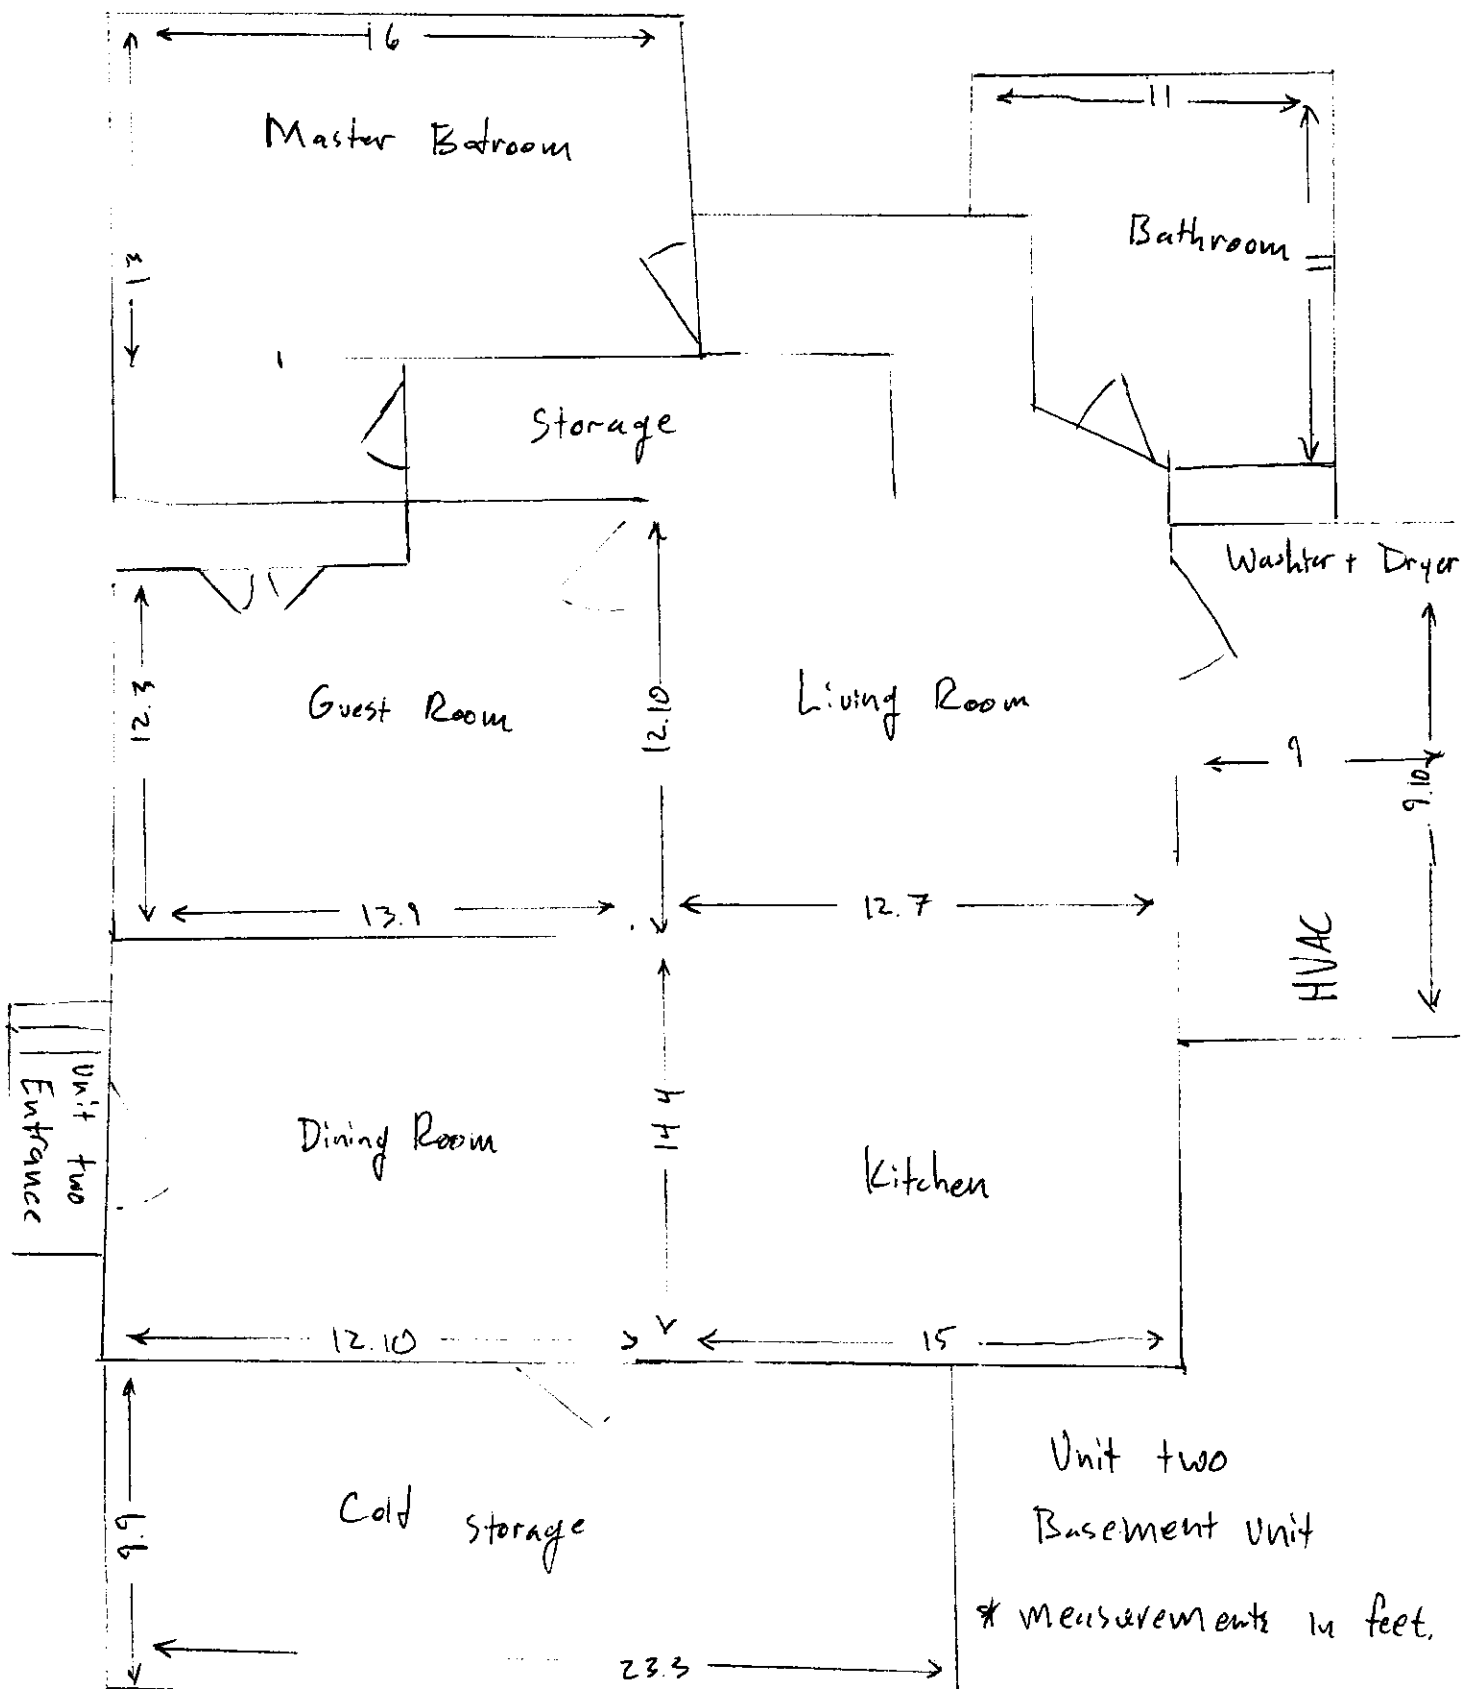 16
Master Batroom
13
11
Bathroom
11
Storage
Washter + Dryer
12.3
Guest Room
12.10
Living Room
9
9.10
13.9
12.7
HVAC
Unit two
Entrance
Dining Room
14 4
Kitchen
12.10
15
9.9
Cold storage
23.3
Unit two
Basement unit
* measurements in feet.